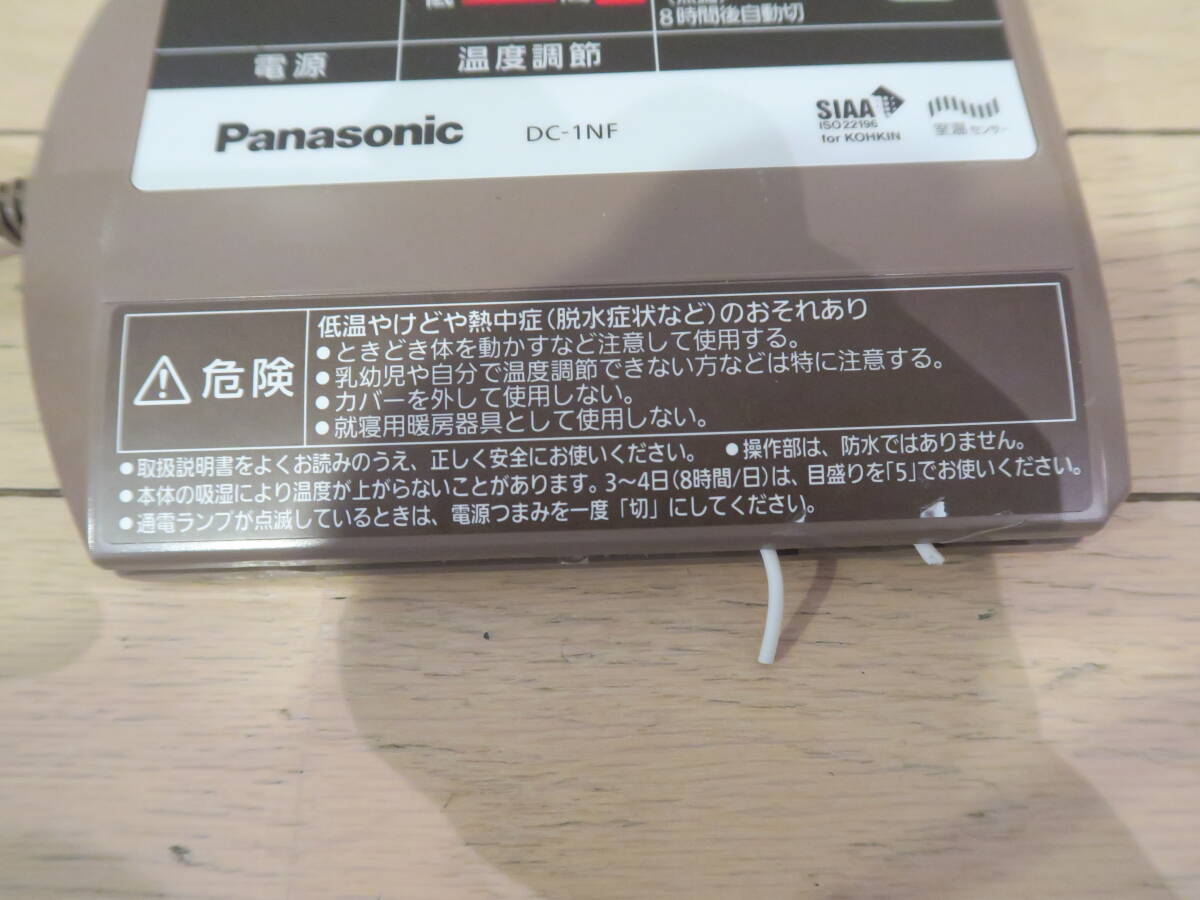 8時間後自動切
電源
温度調節
Panasonic
DC-1NF
SIAA
ISO22196
for KOHKIN
室温センサー
危険
低温やけどや熱中症(脱水症状など)のおそれあり
●ときどき体を動かすなど注意して使用する。
●乳幼児や自分で温度調節できない方などは特に注意する。
●カバーを外して使用しない。
●就寝用暖房器具として使用しない。
●取扱説明書をよくお読みのうえ、正しく安全にお使いください。 ●操作部は、防水ではありません。
●本体の吸湿により温度が上がらないことがあります。3〜4日(8時間/日)は、目盛りを「5」でお使いください。
●通電ランプが点滅しているときは、電源つまみを一度「切」にしてください。